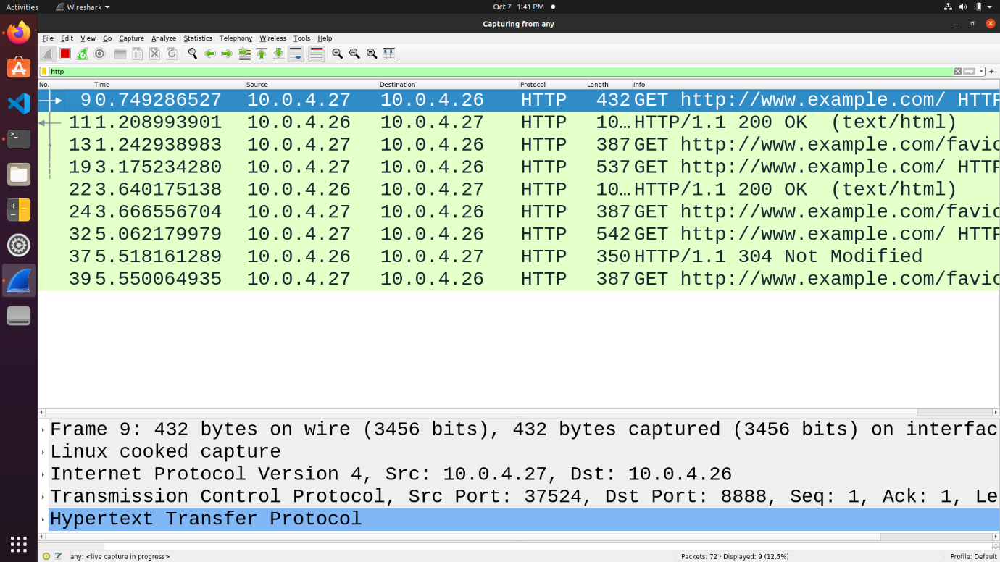 Activities Wireshark Oct 7 1:41 PM
Capturing from any
File Edit View Go Capture Analyze Statistics Telephony Wireless Tools Help
http
No. Time Source Destination Protocol Length Info
9 0.749286527 10.0.4.27 10.0.4.26 HTTP 432 GET http://www.example.com/ HTTP
11 1.208993901 10.0.4.26 10.0.4.27 HTTP 10… HTTP/1.1 200 OK (text/html)
13 1.242938983 10.0.4.27 10.0.4.26 HTTP 387 GET http://www.example.com/favic
19 3.175234280 10.0.4.27 10.0.4.26 HTTP 537 GET http://www.example.com/ HTTP
22 3.640175138 10.0.4.26 10.0.4.27 HTTP 10… HTTP/1.1 200 OK (text/html)
24 3.666556704 10.0.4.27 10.0.4.26 HTTP 387 GET http://www.example.com/favic
32 5.062179979 10.0.4.27 10.0.4.26 HTTP 542 GET http://www.example.com/ HTTP
37 5.518161289 10.0.4.26 10.0.4.27 HTTP 350 HTTP/1.1 304 Not Modified
39 5.550064935 10.0.4.27 10.0.4.26 HTTP 387 GET http://www.example.com/favic
Frame 9: 432 bytes on wire (3456 bits), 432 bytes captured (3456 bits) on interfac
Linux cooked capture
Internet Protocol Version 4, Src: 10.0.4.27, Dst: 10.0.4.26
Transmission Control Protocol, Src Port: 37524, Dst Port: 8888, Seq: 1, Ack: 1, Le
Hypertext Transfer Protocol
any: <live capture in progress> Packets: 72 · Displayed: 9 (12.5%) Profile: Default